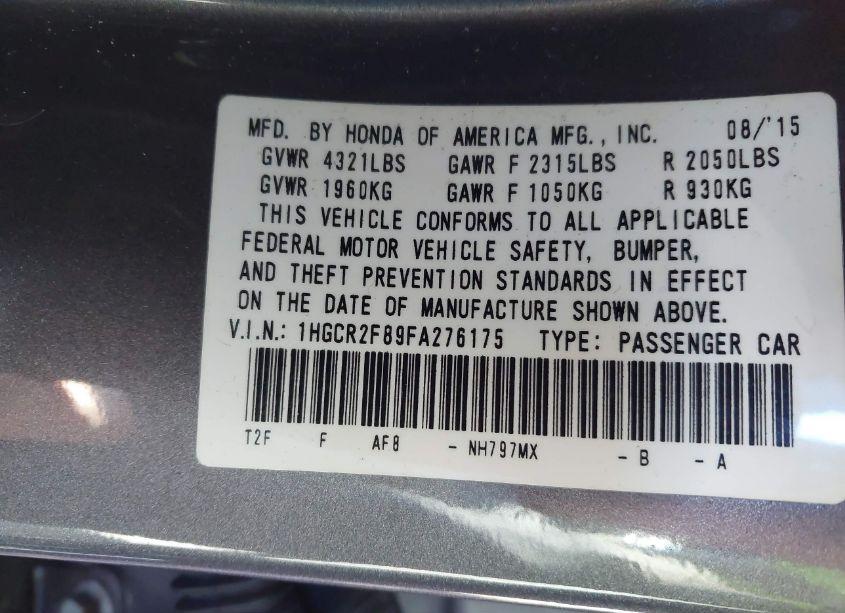 MFD. BY HONDA OF AMERICA MFG., INC. 08/'15
GVWR 4321LBS GAWR F 2315LBS R 2050LBS
GVWR 1960KG GAWR F 1050KG R 930KG
THIS VEHICLE CONFORMS TO ALL APPLICABLE
FEDERAL MOTOR VEHICLE SAFETY, BUMPER,
AND THEFT PREVENTION STANDARDS IN EFFECT
ON THE DATE OF MANUFACTURE SHOWN ABOVE.
V.I.N.: 1HGCR2F89FA276175 TYPE: PASSENGER CAR
T2F F AF8 - NH797MX - B - A